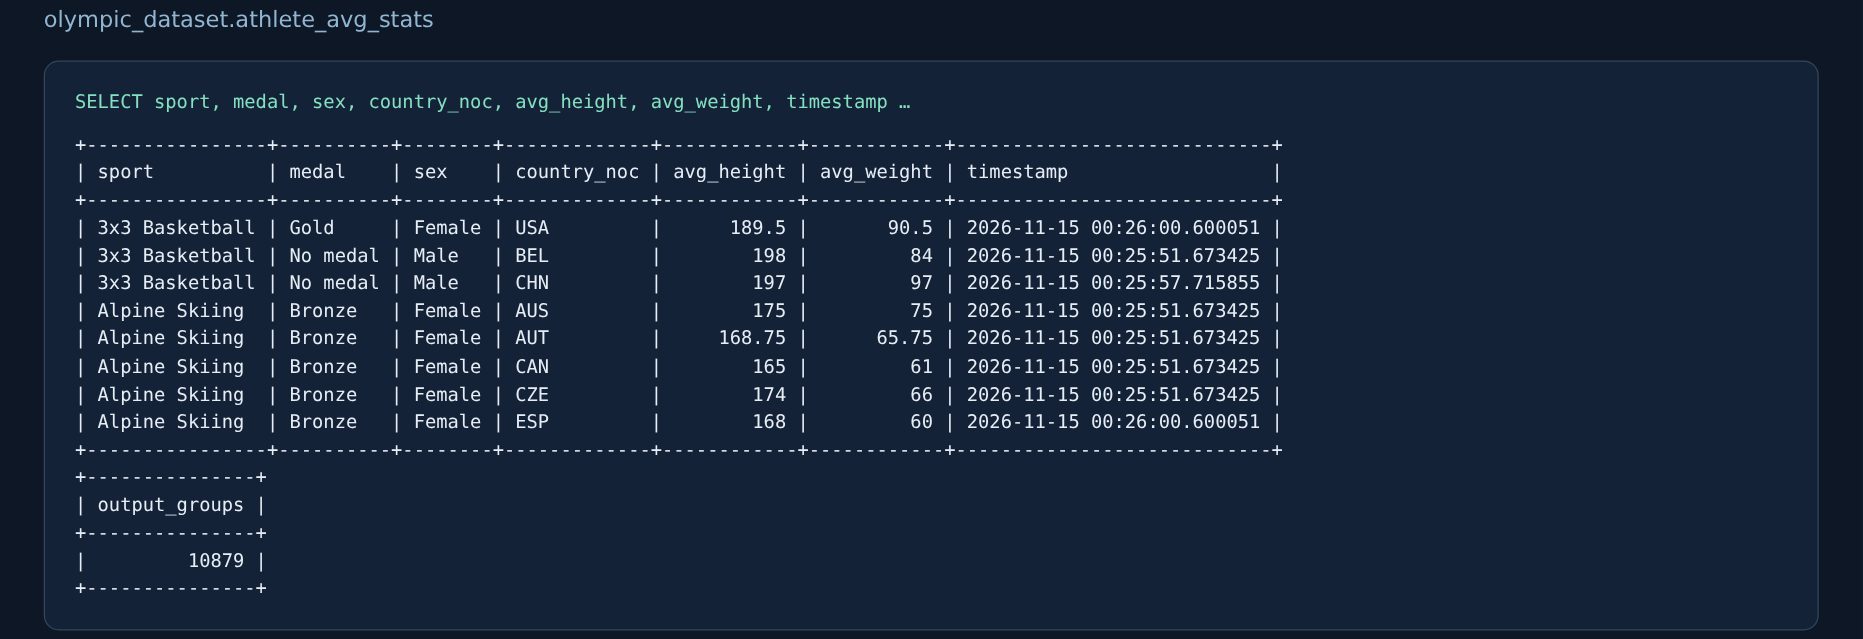 olympic_dataset.athlete_avg_stats
SELECT sport, medal, sex, country_noc, avg_height, avg_weight, timestamp …
+----------------+----------+--------+-------------+------------+------------+----------------------------+
| sport          | medal    | sex    | country_noc | avg_height | avg_weight | timestamp                  |
+----------------+----------+--------+-------------+------------+------------+----------------------------+
| 3x3 Basketball | Gold     | Female | USA         |      189.5 |       90.5 | 2026-11-15 00:26:00.600051 |
| 3x3 Basketball | No medal | Male   | BEL         |        198 |         84 | 2026-11-15 00:25:51.673425 |
| 3x3 Basketball | No medal | Male   | CHN         |        197 |         97 | 2026-11-15 00:25:57.715855 |
| Alpine Skiing  | Bronze   | Female | AUS         |        175 |         75 | 2026-11-15 00:25:51.673425 |
| Alpine Skiing  | Bronze   | Female | AUT         |     168.75 |      65.75 | 2026-11-15 00:25:51.673425 |
| Alpine Skiing  | Bronze   | Female | CAN         |        165 |         61 | 2026-11-15 00:25:51.673425 |
| Alpine Skiing  | Bronze   | Female | CZE         |        174 |         66 | 2026-11-15 00:25:51.673425 |
| Alpine Skiing  | Bronze   | Female | ESP         |        168 |         60 | 2026-11-15 00:26:00.600051 |
+----------------+----------+--------+-------------+------------+------------+----------------------------+
+---------------+
| output_groups |
+---------------+
|         10879 |
+---------------+